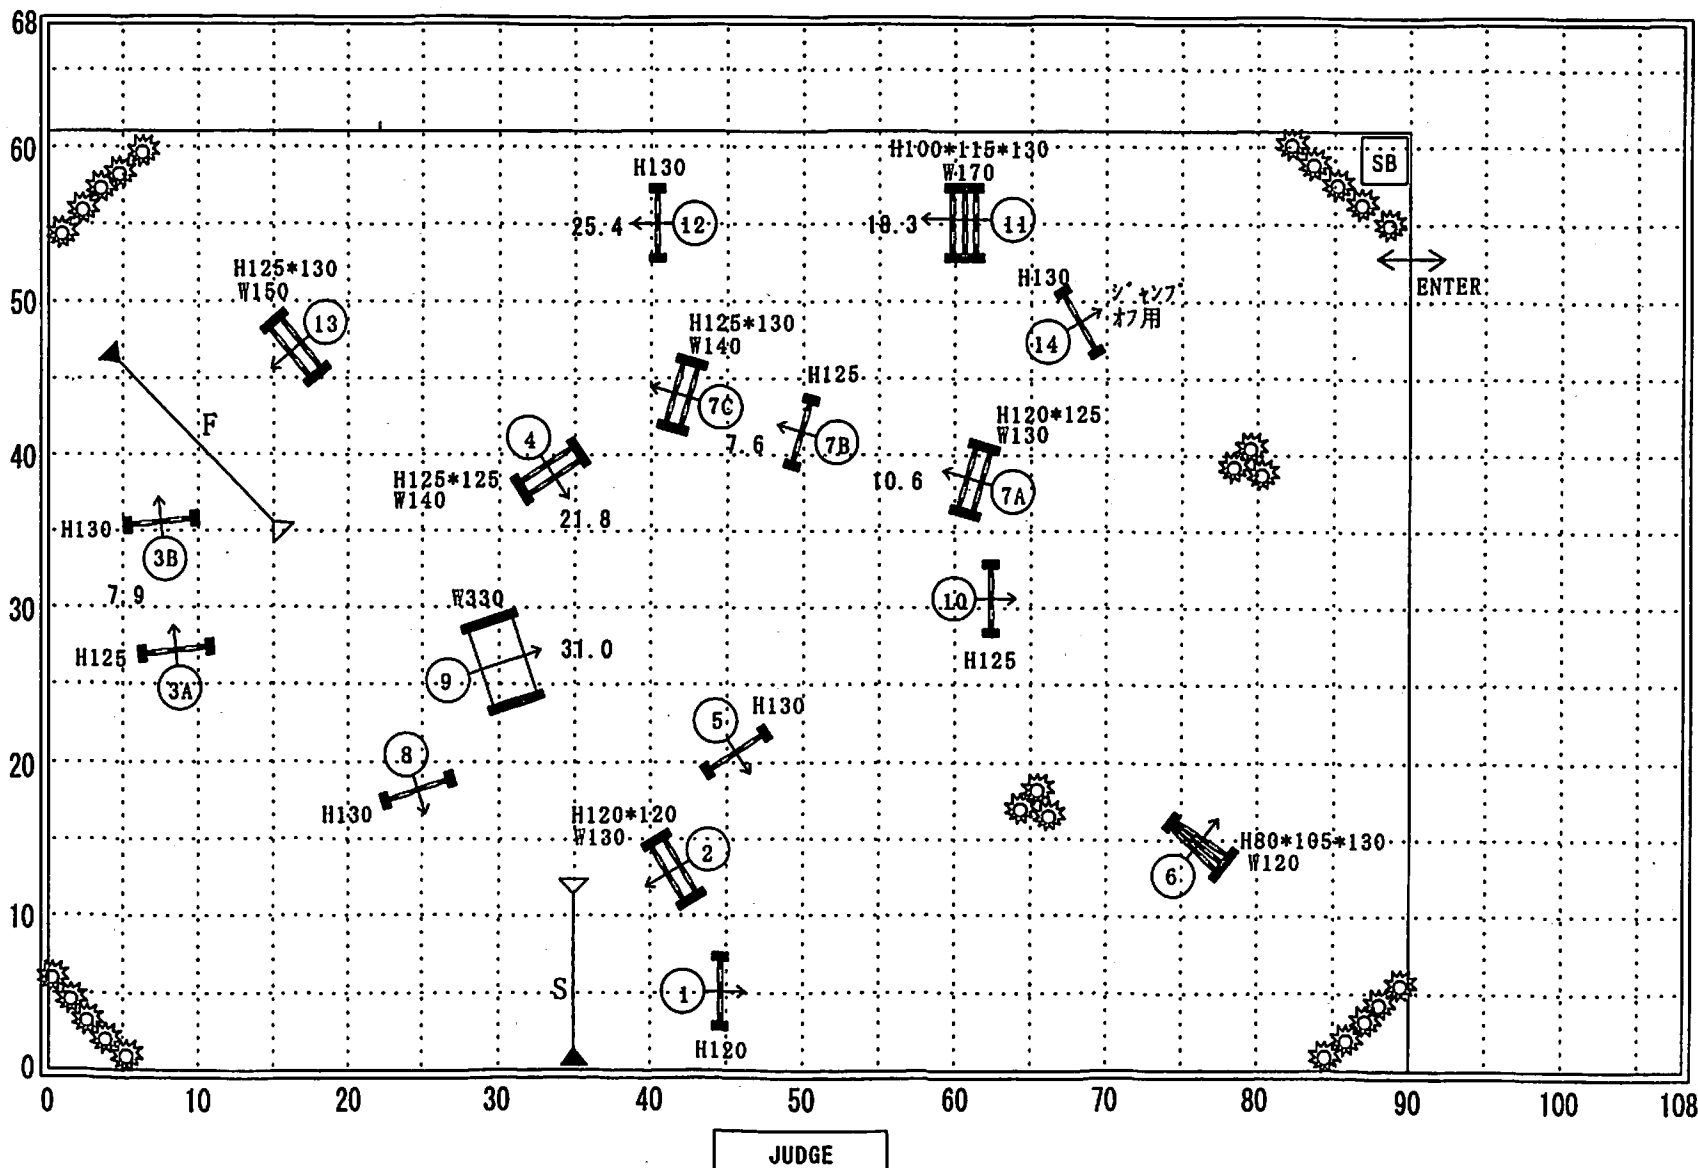 68
60
50
40
30
20
10
0
0 10 20 30 40 50 60 70 80 90 100 108
SB
ENTER
H130
25.4
12
H100*115*130
W170
18.3
11
H125*130
W150
13
H130
14
ジャンプ
オフ用
H125*130
W140
7C
H125
7.6
7B
H120*125
W130
10.6
7A
F
4
H125*125
W140
21.8
H130
3B
7.9
H125
3A
W330
31.0
9
10
H125
5
H130
8
H130
H120*120
W130
2
H80*105*130
W120
6
S
1
H120
JUDGE